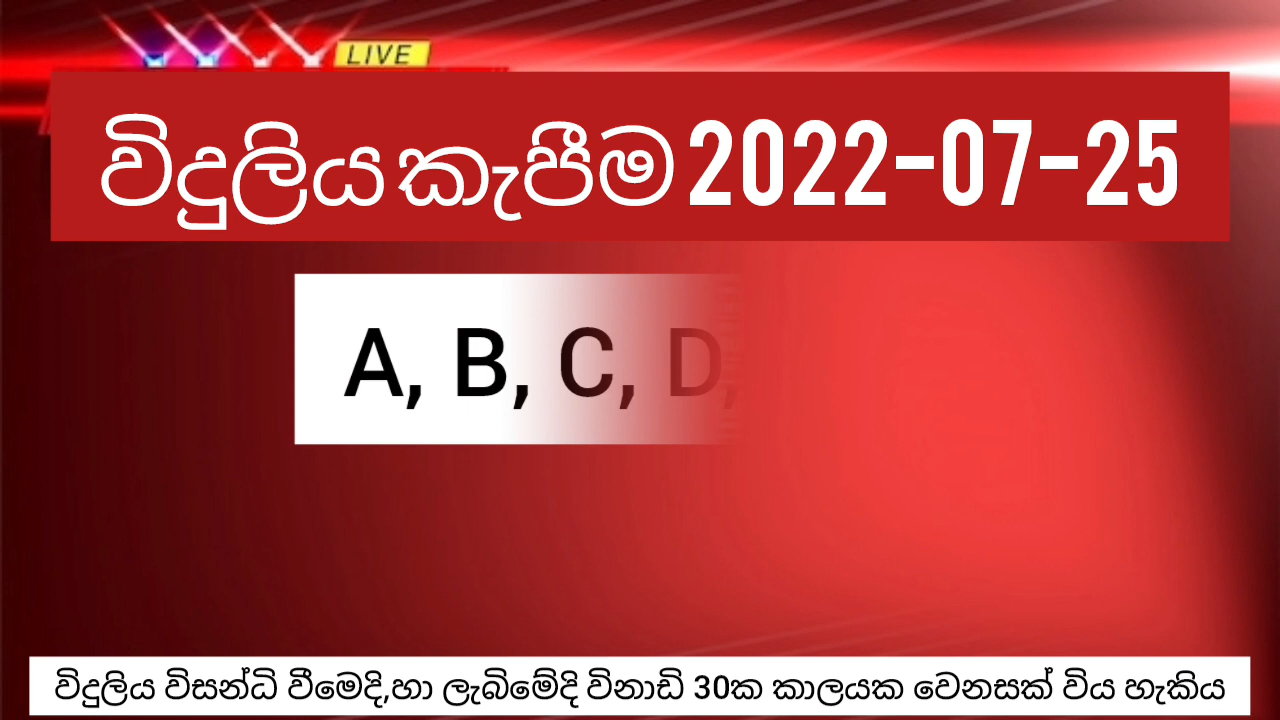 LIVE
විදුලිය කැපීම 2022-07-25
A, B, C, D,
විදුලිය විසන්ධි වීමෙදි,හා ලැබිමේදි විනාඩි 30ක කාලයක වෙනසක් විය හැකිය